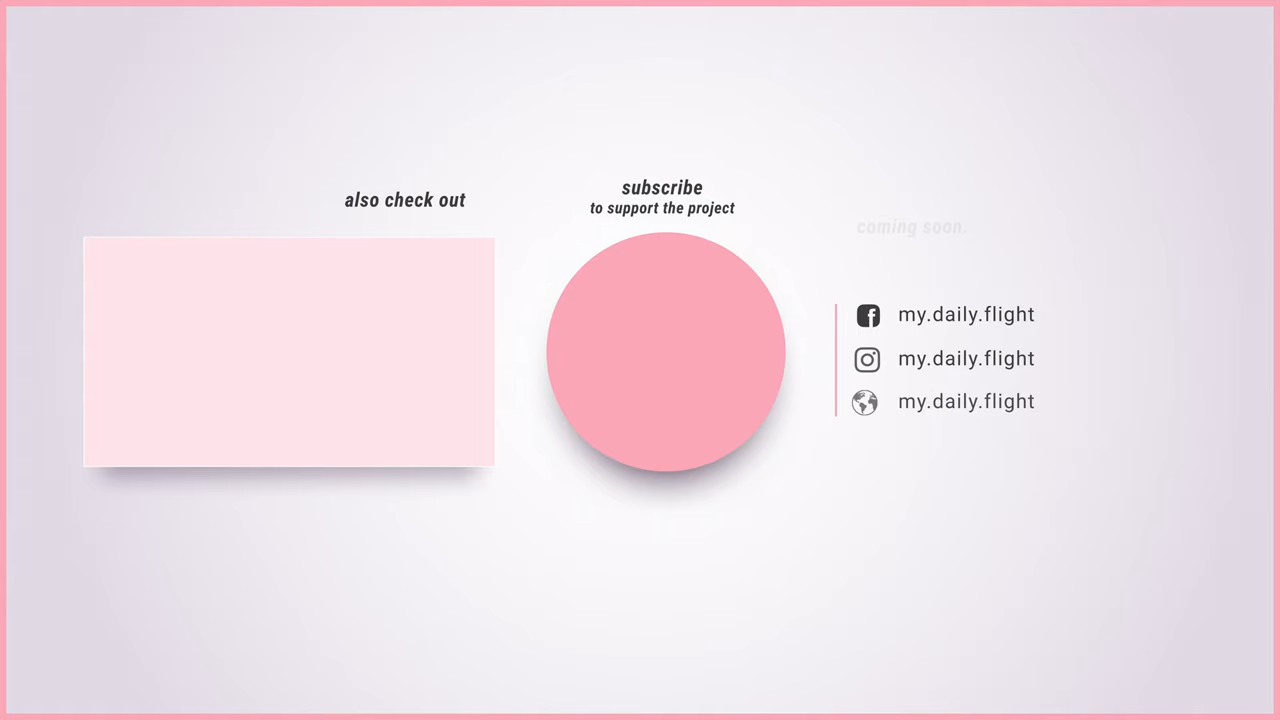 also check out
subscribe
to support the project
coming soon.
my.daily.flight
my.daily.flight
my.daily.flight